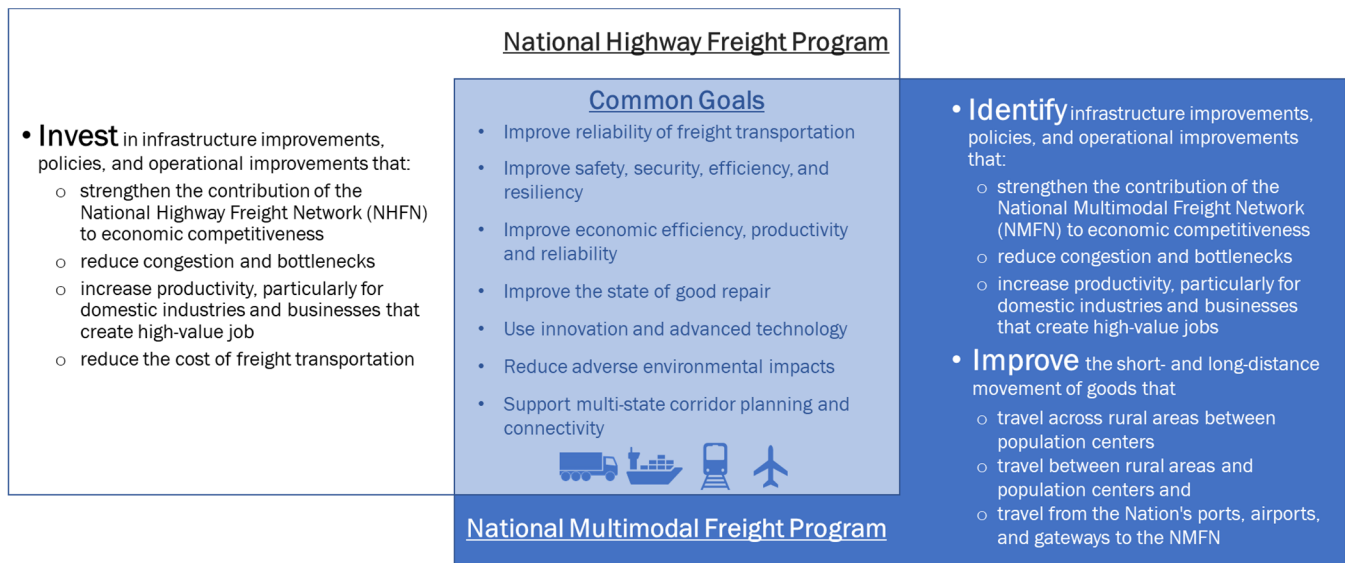 National Highway Freight Program
• Invest in infrastructure improvements,
policies, and operational improvements that:
o strengthen the contribution of the
National Highway Freight Network (NHFN)
to economic competitiveness
o reduce congestion and bottlenecks
o increase productivity, particularly for
domestic industries and businesses that
create high-value job
o reduce the cost of freight transportation
Common Goals
• Improve reliability of freight transportation
• Improve safety, security, efficiency, and
resiliency
• Improve economic efficiency, productivity
and reliability
• Improve the state of good repair
• Use innovation and advanced technology
• Reduce adverse environmental impacts
• Support multi-state corridor planning and
connectivity
National Multimodal Freight Program
• Identify infrastructure improvements,
policies, and operational improvements
that:
o strengthen the contribution of the
National Multimodal Freight Network
(NMFN) to economic competitiveness
o reduce congestion and bottlenecks
o increase productivity, particularly for
domestic industries and businesses
that create high-value jobs
• Improve the short- and long-distance
movement of goods that
o travel across rural areas between
population centers
o travel between rural areas and
population centers and
o travel from the Nation's ports, airports,
and gateways to the NMFN